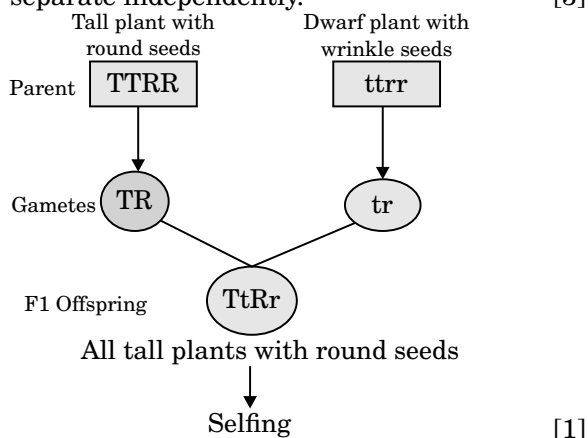 separate independently. [3]
Tall plant with Dwarf plant with
round seeds wrinkle seeds
Parent TTRR ttrr
Gametes TR tr
F1 Offspring TtRr
All tall plants with round seeds
Selfing [1]